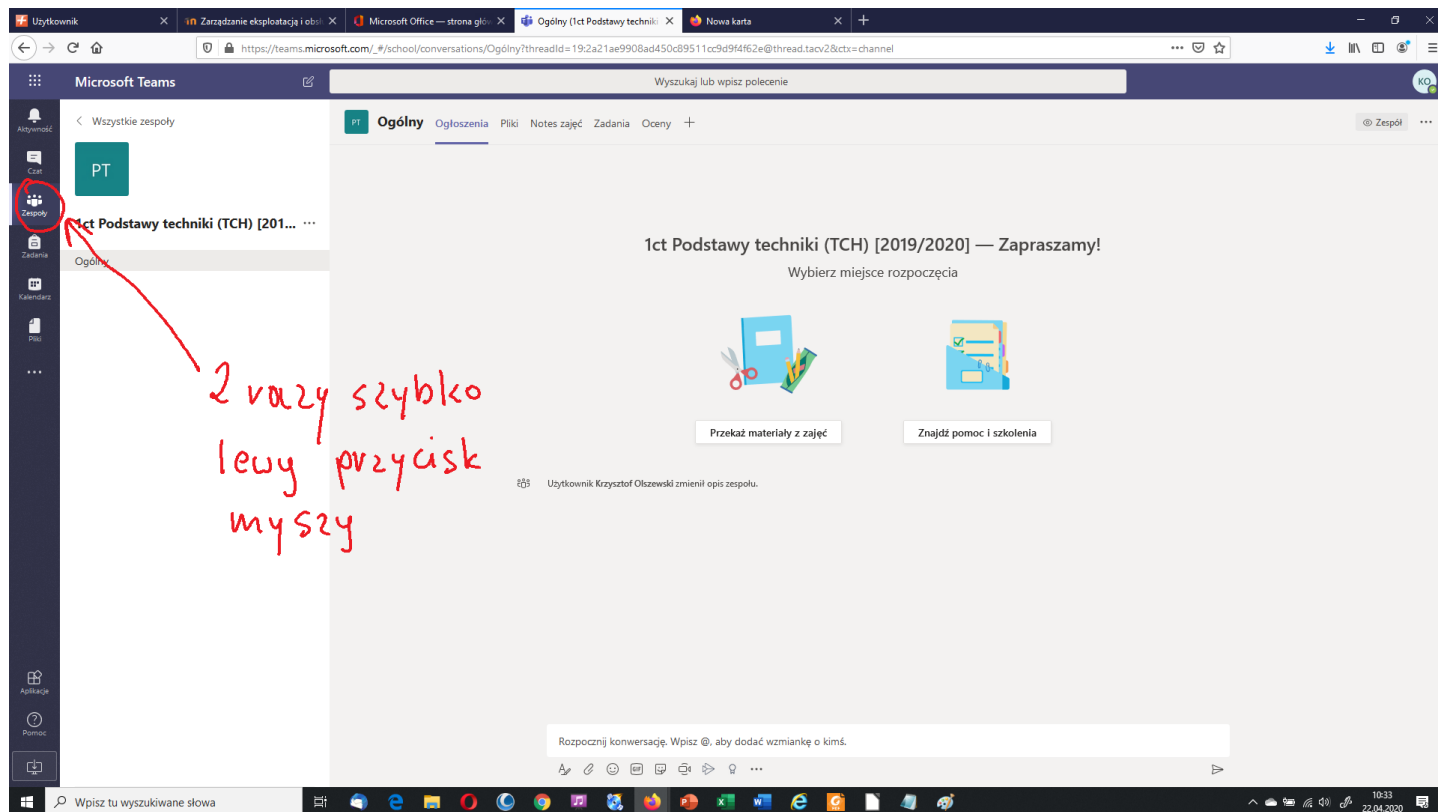 Użytkownik
Zarządzanie eksploatacją i obsł
Microsoft Office — strona głów
Ogólny (1ct Podstawy techniki
Nowa karta
https://teams.microsoft.com/_#/school/conversations/Ogólny?threadId=19:2a21ae9908ad450c89511cc9d9f4f62e@thread.tacv2&ctx=channel
Microsoft Teams
Wyszukaj lub wpisz polecenie
KO
Aktywność
Czat
Zespoły
Zadania
Kalendarz
Pliki
Aplikacje
Pomoc
Wszystkie zespoły
PT
1ct Podstawy techniki (TCH) [201...
Ogólny
PT Ogólny Ogłoszenia Pliki Notes zajęć Zadania Oceny +
Zespół
1ct Podstawy techniki (TCH) [2019/2020] — Zapraszamy!
Wybierz miejsce rozpoczęcia
Przekaż materiały z zajęć
Znajdź pomoc i szkolenia
Użytkownik Krzysztof Olszewski zmienił opis zespołu.
2 razy szybko
lewy przycisk
myszy
Rozpocznij konwersację. Wpisz @, aby dodać wzmiankę o kimś.
GIF
Wpisz tu wyszukiwane słowa
10:33
22.04.2020